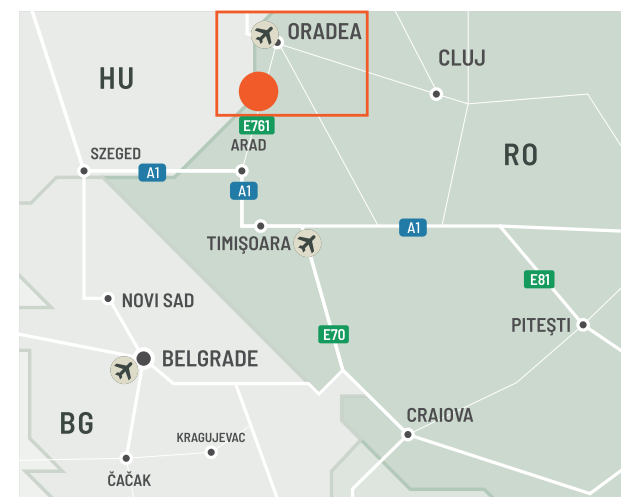 ORADEA
CLUJ
HU
E761
ARAD
SZEGED
A1
RO
A1
A1
TIMIŞOARA
E81
NOVI SAD
PITEŞTI
E70
BELGRADE
CRAIOVA
BG
KRAGUJEVAC
ČAČAK